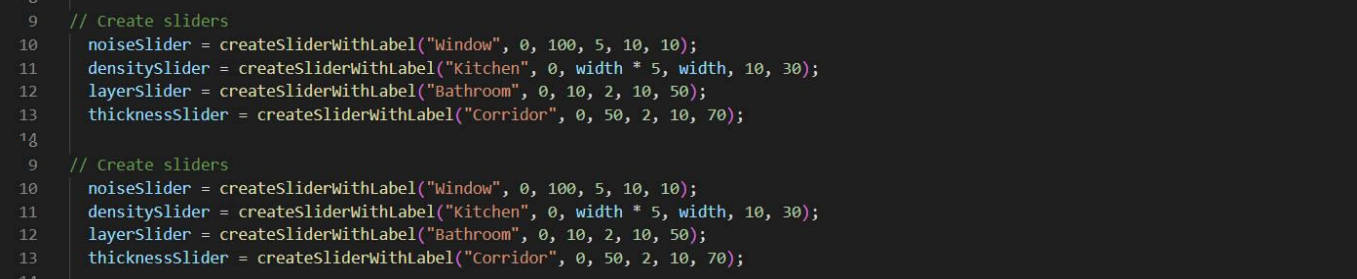 9 // Create sliders
10 noiseSlider = createSliderWithLabel("Window", 0, 100, 5, 10, 10);
11 densitySlider = createSliderWithLabel("Kitchen", 0, width * 5, width, 10, 30);
12 layerSlider = createSliderWithLabel("Bathroom", 0, 10, 2, 10, 50);
13 thicknessSlider = createSliderWithLabel("Corridor", 0, 50, 2, 10, 70);
9 // Create sliders
10 noiseSlider = createSliderWithLabel("Window", 0, 100, 5, 10, 10);
11 densitySlider = createSliderWithLabel("Kitchen", 0, width * 5, width, 10, 30);
12 layerSlider = createSliderWithLabel("Bathroom", 0, 10, 2, 10, 50);
13 thicknessSlider = createSliderWithLabel("Corridor", 0, 50, 2, 10, 70);